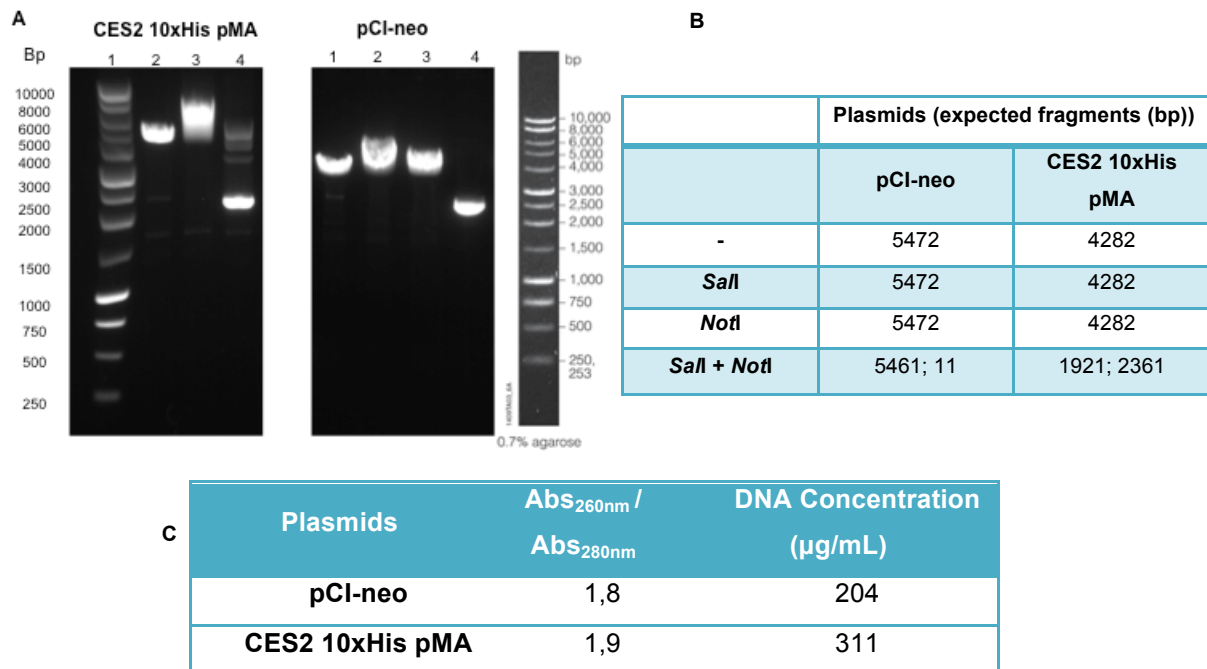 A
CES2 10xHis pMA
Bp
1 2 3 4
10000
8000
6000
5000
4000
3000
2500
2000
1500
1000
750
500
250
pCI-neo
1 2 3 4
bp
10,000
8,000
6,000
5,000
4,000
3,000
2,500
2,000
1,500
1,000
750
500
250,
253
0.7% agarose
B
Plasmids (expected fragments (bp))
pCI-neo CES2 10xHis
pMA
- 5472 4282
SalI 5472 4282
NotI 5472 4282
SalI + NotI 5461; 11 1921; 2361
C
Plasmids Abs260nm / Abs280nm DNA Concentration (µg/mL)
pCI-neo 1,8 204
CES2 10xHis pMA 1,9 311